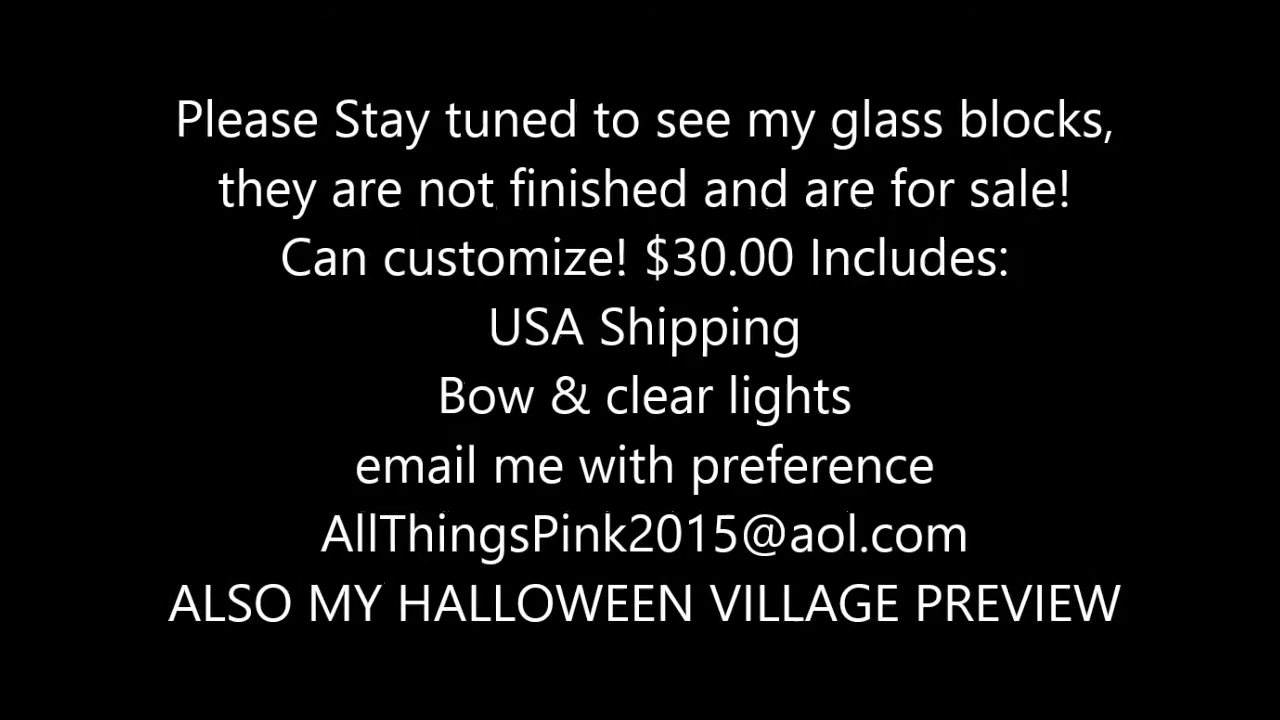 Please Stay tuned to see my glass blocks,
they are not finished and are for sale!
Can customize! $30.00 Includes:
USA Shipping
Bow & clear lights
email me with preference
AllThingsPink2015@aol.com
ALSO MY HALLOWEEN VILLAGE PREVIEW